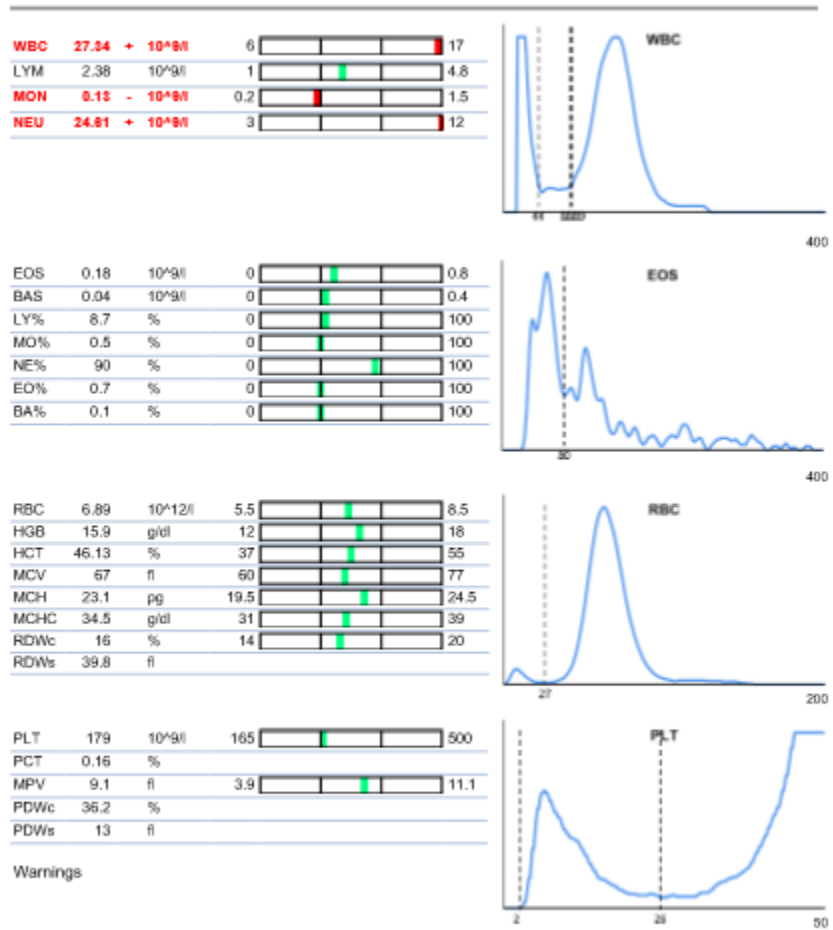 WBC 27.34 + 10^9/l 6 17
LYM 2.38 10^9/l 1 4.8
MON 0.13 - 10^9/l 0.2 1.5
NEU 24.61 + 10^9/l 3 12
WBC
44
400
EOS 0.18 10^9/l 0 0.8
BAS 0.04 10^9/l 0 0.4
LY% 8.7 % 0 100
MO% 0.5 % 0 100
NE% 90 % 0 100
EO% 0.7 % 0 100
BA% 0.1 % 0 100
EOS
400
RBC 6.89 10^12/l 5.5 8.5
HGB 15.9 g/dl 12 18
HCT 46.13 % 37 55
MCV 67 fl 60 77
MCH 23.1 pg 19.5 24.5
MCHC 34.5 g/dl 31 39
RDWc 16 % 14 20
RDWs 39.8 fl
RBC
27
200
PLT 179 10^9/l 165 500
PCT 0.16 %
MPV 9.1 fl 3.9 11.1
PDWc 36.2 %
PDWs 13 fl
PLT
2 28
50
Warnings